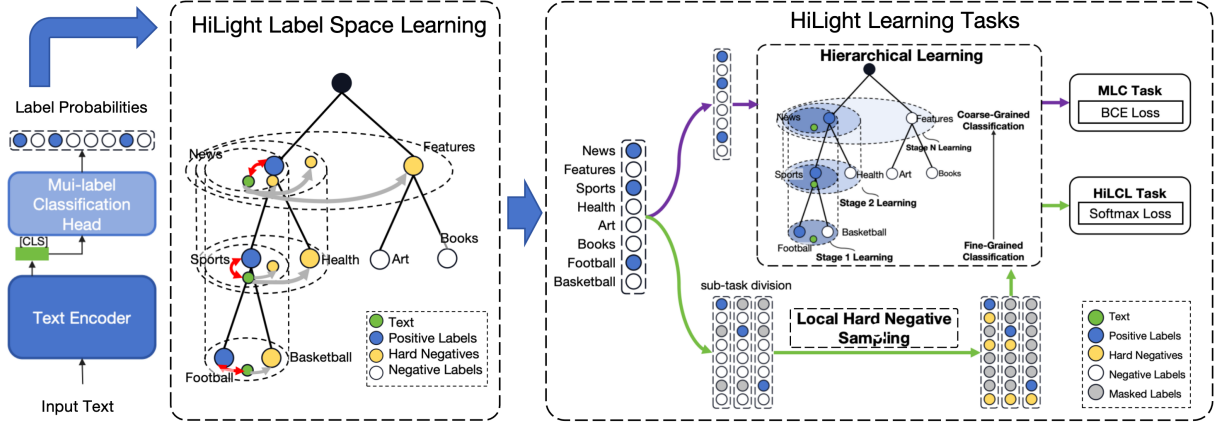 Label Probabilities
Mui-label
Classification
Head
[CLS]
Text Encoder
Input Text
HiLight Label Space Learning
News
Features
Sports
Health
Art
Books
Football
Basketball
Text
Positive Labels
Hard Negatives
Negative Labels
HiLight Learning Tasks
News
Features
Sports
Health
Art
Books
Football
Basketball
Hierarchical Learning
News
Features
Coarse-Grained
Classification
Stage N Learning
Sports
Health
Art
Books
Stage 2 Learning
Football
Basketball
Stage 1 Learning
Fine-Grained
Classification
MLC Task
BCE Loss
HiLCL Task
Softmax Loss
sub-task division
Local Hard Negative
Sampling
Text
Positive Labels
Hard Negatives
Negative Labels
Masked Labels